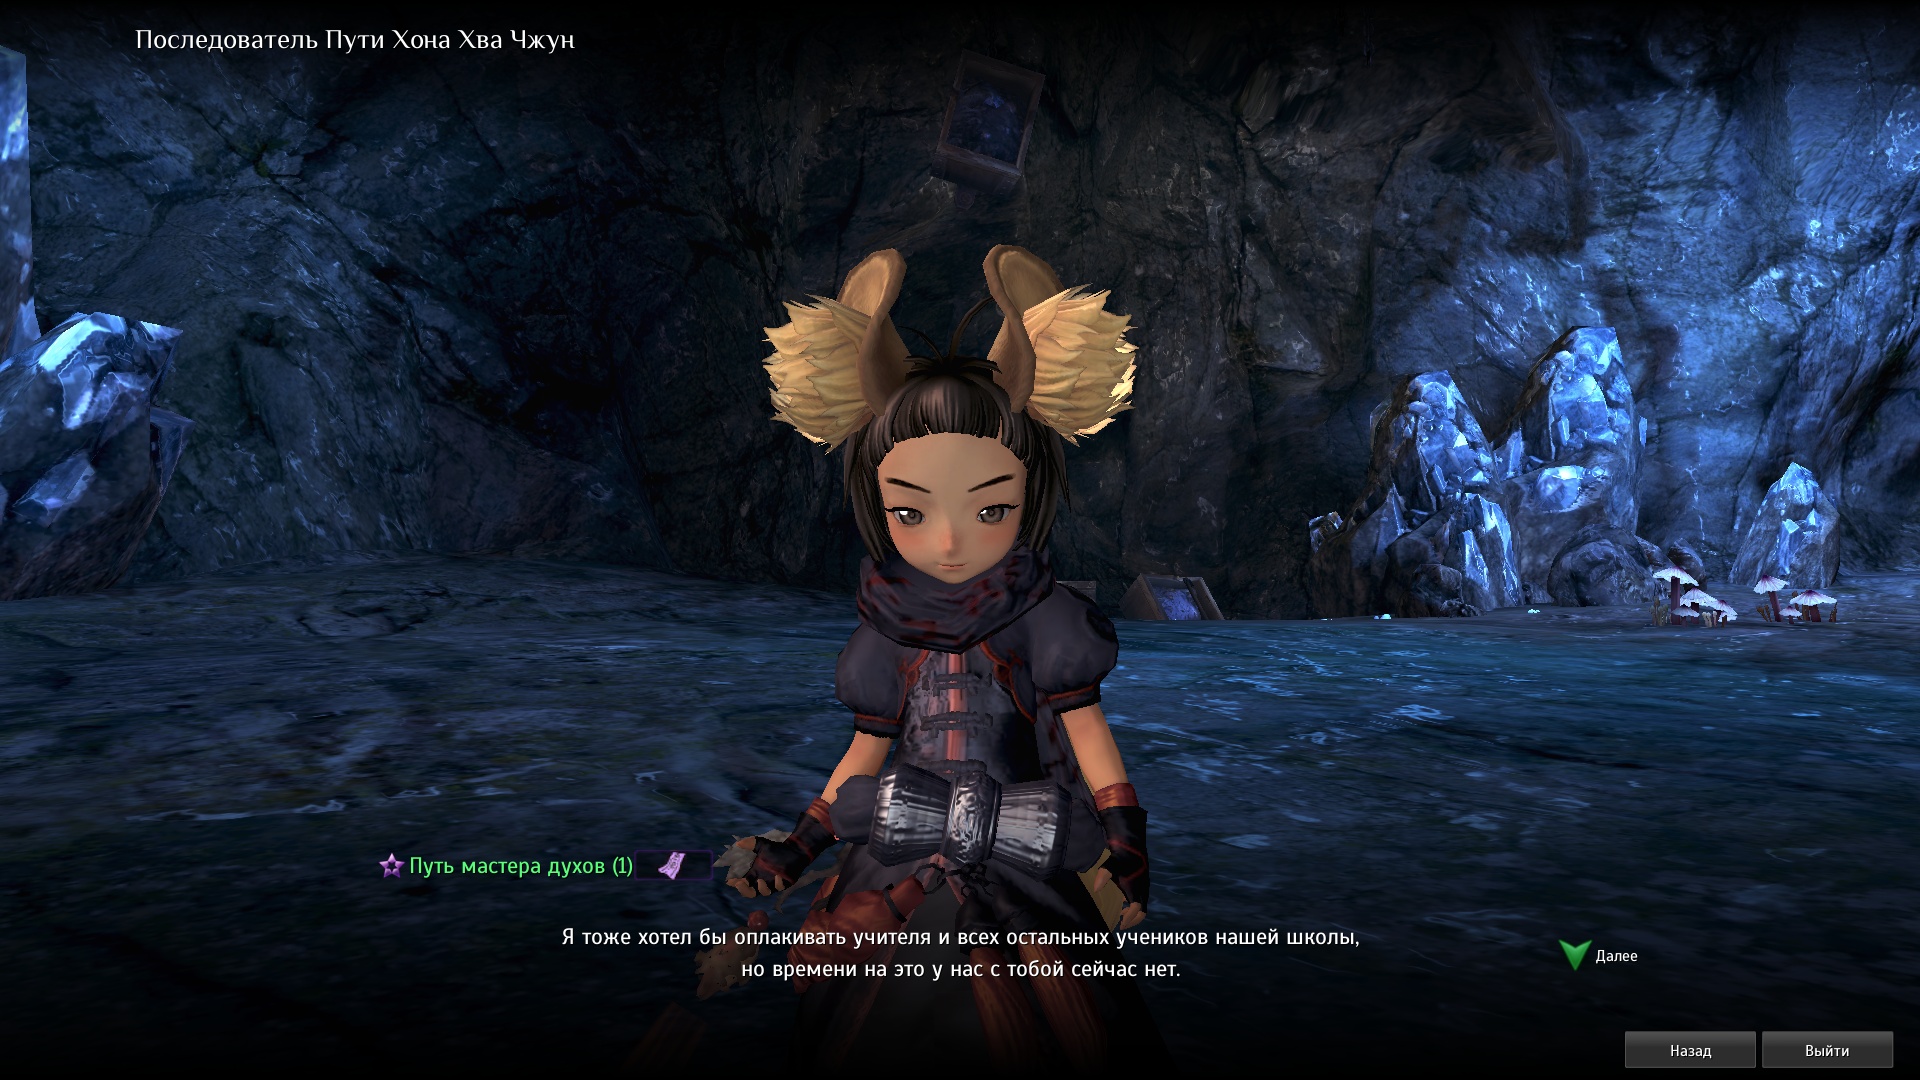 Последователь Пути Хона Хва Чжун
Путь мастера духов (1)
Я тоже хотел бы оплакивать учителя и всех остальных учеников нашей школы,
но времени на это у нас с тобой сейчас нет.
Далее
Назад
Выйти